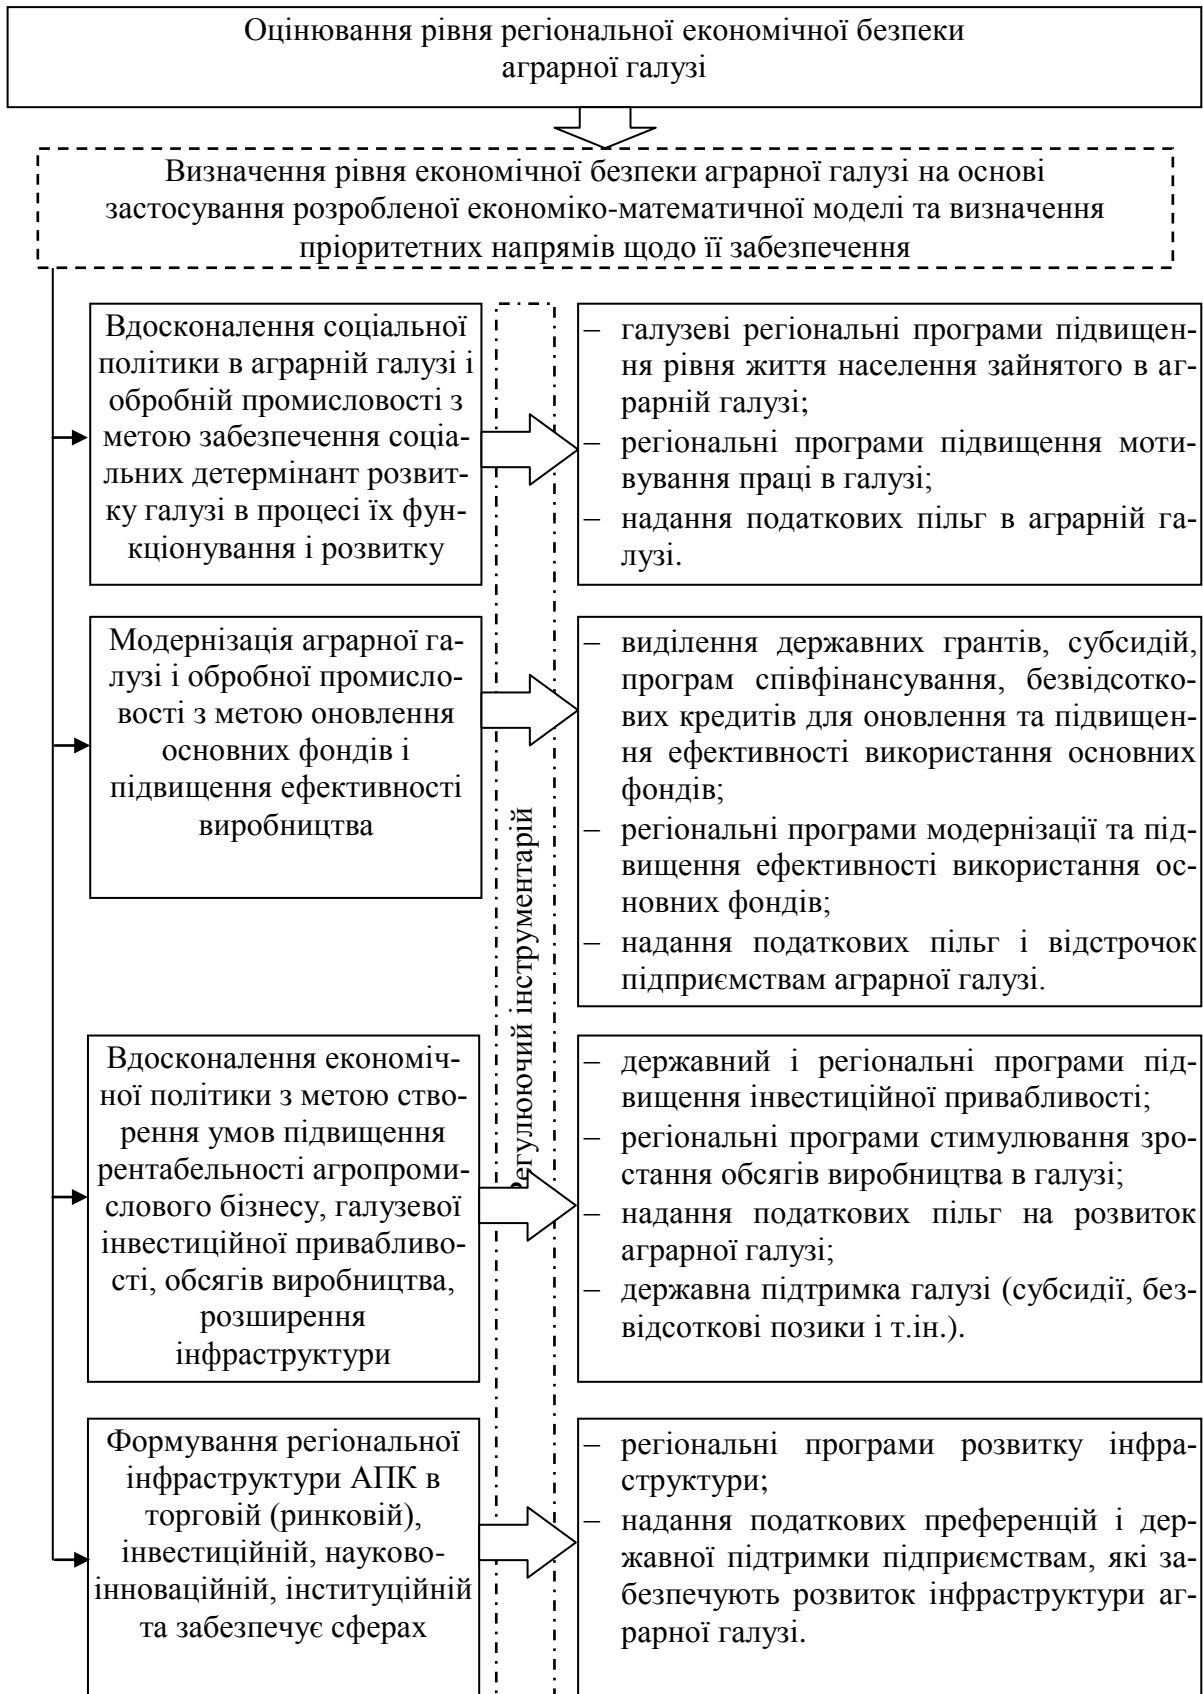 Оцінювання рівня регіональної економічної безпеки
аграрної галузі
Визначення рівня економічної безпеки аграрної галузі на основі
застосування розробленої економіко-математичної моделі та визначення
пріоритетних напрямів щодо її забезпечення
Вдосконалення соціальної
політики в аграрній галузі і
обробній промисловості з
метою забезпечення соці-
альних детермінант розвит-
ку галузі в процесі їх фун-
кціонування і розвитку
– галузеві регіональні програми підвищен-
ня рівня життя населення зайнятого в аг-
рарній галузі;
– регіональні програми підвищення моти-
вування праці в галузі;
– надання податкових пільг в аграрній га-
лузі.
Модернізація аграрної га-
лузі і обробної промисло-
вості з метою оновлення
основних фондів і
підвищення ефективності
виробництва
– виділення державних грантів, субсидій,
програм співфінансування, безвідсотко-
вих кредитів для оновлення та підвищен-
ня ефективності використання основних
фондів;
– регіональні програми модернізації та під-
вищення ефективності використання ос-
новних фондів;
– надання податкових пільг і відстрочок
підприємствам аграрної галузі.
Регулюючий інструментарій
Вдосконалення економіч-
ної політики з метою ство-
рення умов підвищення
рентабельності агропроми-
слового бізнесу, галузевої
інвестиційної привабливо-
сті, обсягів виробництва,
розширення
інфраструктури
– державний і регіональні програми під-
вищення інвестиційної привабливості;
– регіональні програми стимулювання зро-
стання обсягів виробництва в галузі;
– надання податкових пільг на розвиток
аграрної галузі;
– державна підтримка галузі (субсидії, без-
відсоткові позики і т.ін.).
Формування регіональної
інфраструктури АПК в
торговій (ринковій),
інвестиційній, науково-
інноваційній, інституційній
та забезпечує сферах
– регіональні програми розвитку інфра-
структури;
– надання податкових преференцій і дер-
жавної підтримки підприємствам, які за-
безпечують розвиток інфраструктури аг-
рарної галузі.